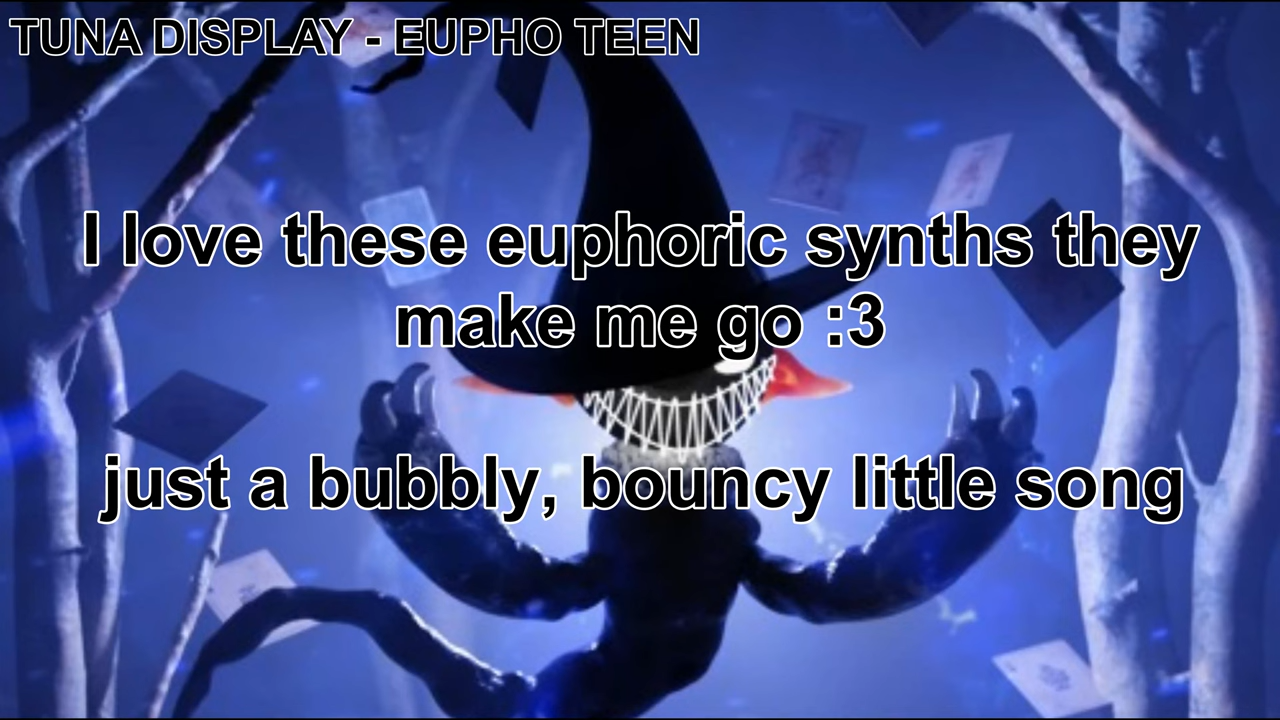 TUNA DISPLAY - EUPHO TEEN
I love these euphoric synths they
make me go :3
just a bubbly, bouncy little song